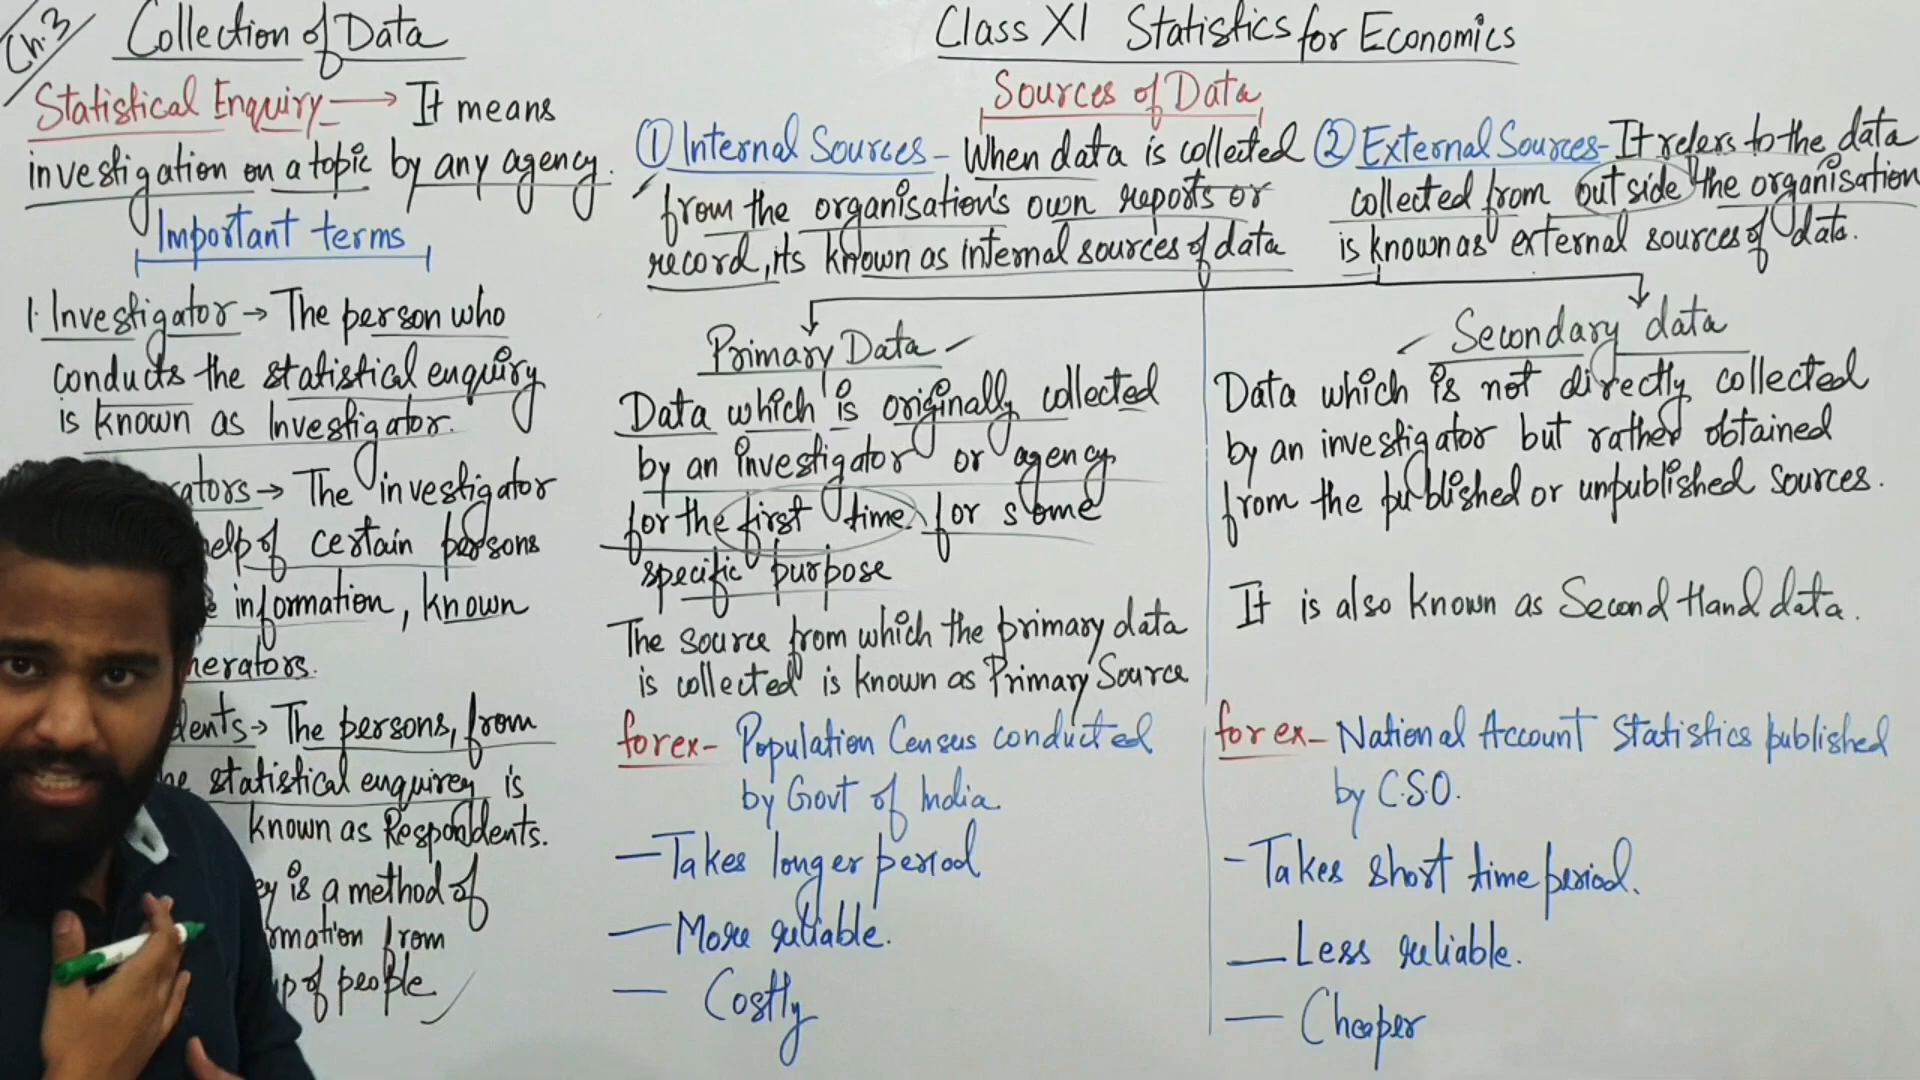 Ch.3
Collection of Data
Statistical Enquiry → It means
investigation on a topic by any agency.
Important terms
1. Investigator → The person who
conducts the statistical enquiry
is known as Investigator.
rators → The investigator
help of certain persons
information, known
nerators.
dents → The persons, from
statistical enquirey is
known as Respondents.
ey is a method of
rmation from
p of people
Class XI Statistics for Economics
Sources of Data
① Internal Sources - When data is collected
from the organisation's own reports or
record, its known as internal sources of data
② External Sources - It refers to the data
collected from outside the organisation
is known as external sources of data.
Primary Data
Data which is originally collected
by an investigator or agency
for the first time for some
specific purpose
The source from which the primary data
is collected is known as Primary Source
for ex - Population Census conducted
by Govt of India
— Takes longer period
— More reliable.
— Costly
Secondary data
Data which is not directly collected
by an investigator but rather obtained
from the published or unpublished sources.
It is also known as Second Hand data.
for ex - National Account Statistics published
by C.S.O.
- Takes short time period.
— Less reliable.
— Cheaper